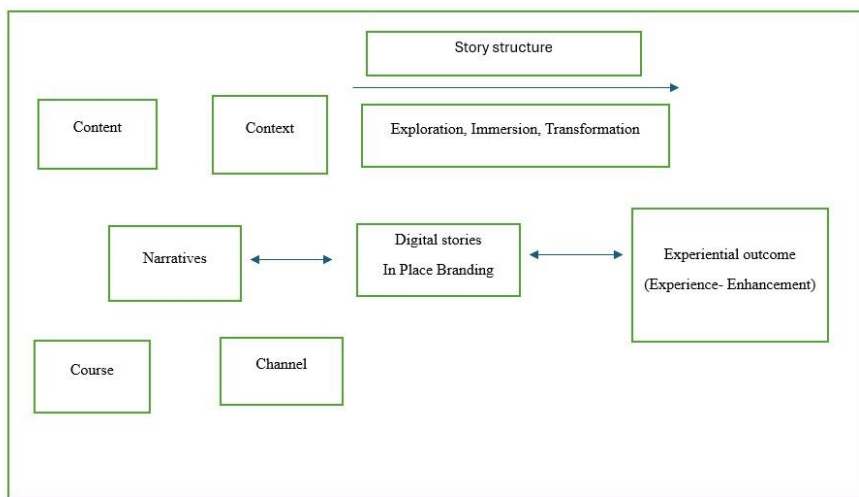 Story structure
Content
Context
Exploration, Immersion, Transformation
Narratives
Digital stories
In Place Branding
Experiential outcome
(Experience- Enhancement)
Course
Channel